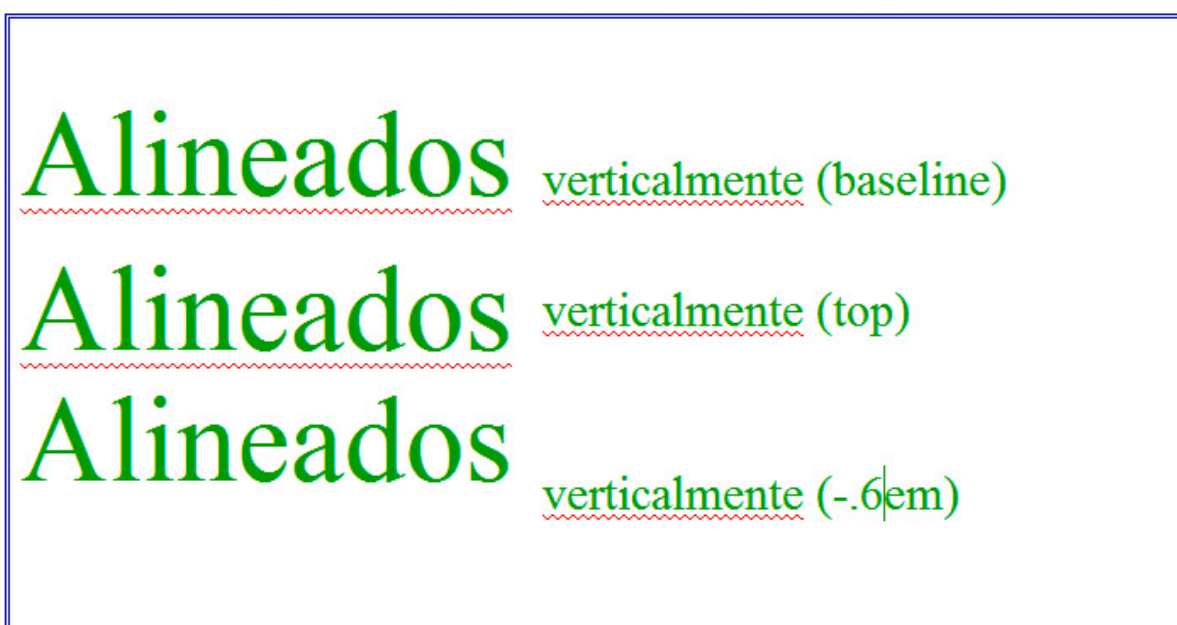 Alineados verticalmente (baseline)
Alineados verticalmente (top)
Alineados verticalmente (-.6em)